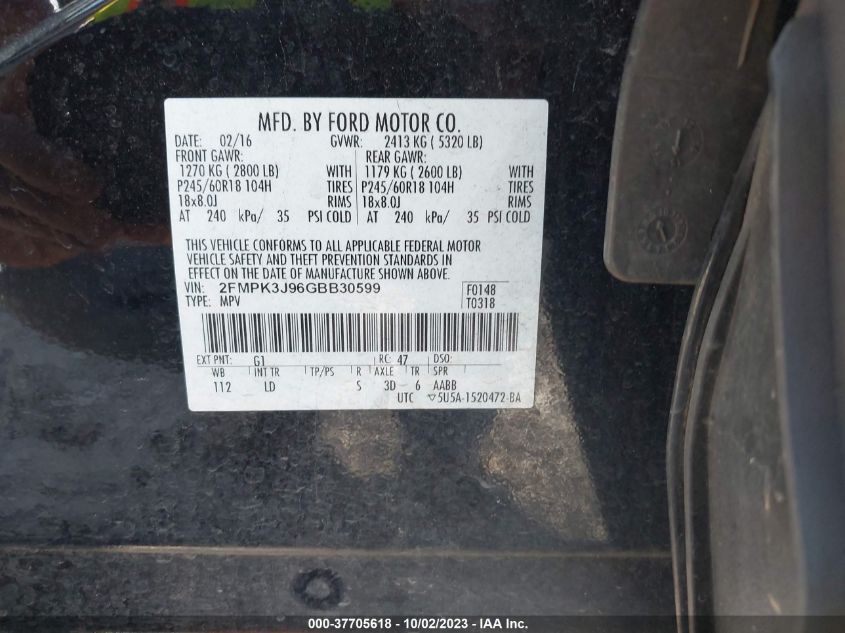 MFD. BY FORD MOTOR CO.
DATE: 02/16 GVWR: 2413 KG ( 5320 LB)
FRONT GAWR: REAR GAWR:
1270 KG ( 2800 LB) WITH 1179 KG ( 2600 LB) WITH
P245/60R18 104H TIRES P245/60R18 104H TIRES
18x8.0J RIMS 18x8.0J RIMS
AT 240 kPa/ 35 PSI COLD AT 240 kPa/ 35 PSI COLD
THIS VEHICLE CONFORMS TO ALL APPLICABLE FEDERAL MOTOR
VEHICLE SAFETY AND THEFT PREVENTION STANDARDS IN
EFFECT ON THE DATE OF MANUFACTURE SHOWN ABOVE.
VIN: 2FMPK3J96GBB30599 F0148
TYPE: MPV T0318
EXT PNT: G1 RC: 47 DSO:
WB INT TR TP/PS R AXLE TR SPR
112 LD S 3D 6 AABB
UTC ▽5U5A-1520472-BA
000-37705618 - 10/02/2023 - IAA Inc.